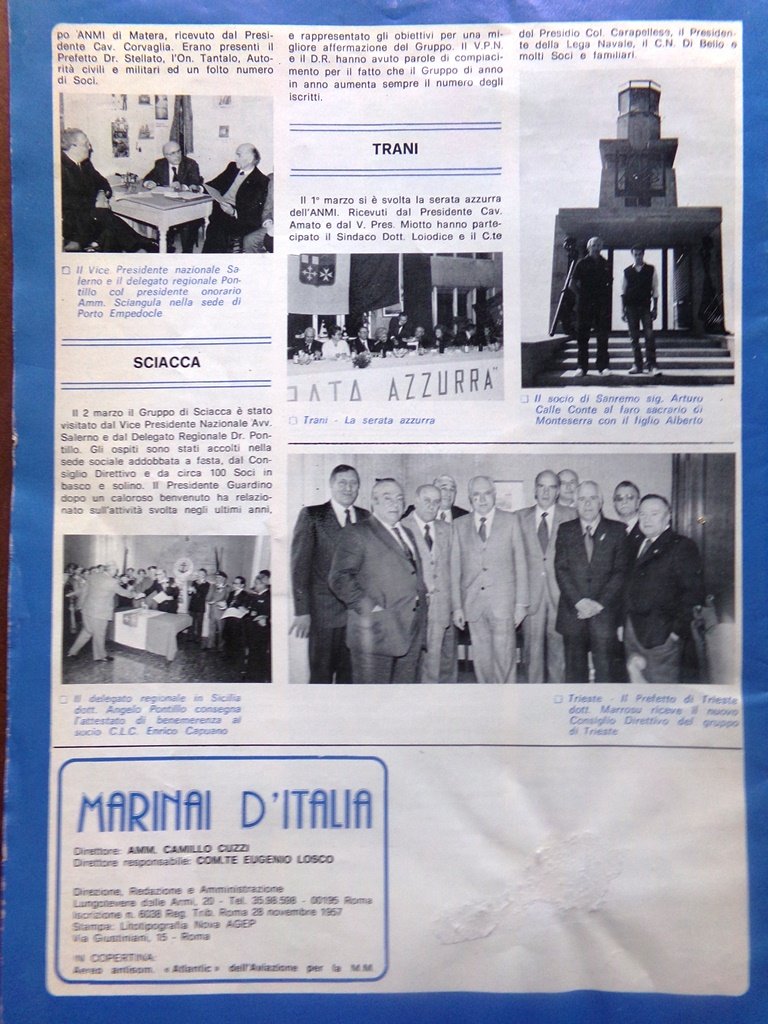 po ANMI di Matera, ricevuto dal Presi-
dente Cav. Corvaglia. Erano presenti il
Prefetto Dr. Stellato, l'On. Tantalo, Auto-
rità civili e militari ed un folto numero
di Soci.
Il Vice Presidente nazionale Sa-
lerno e il delegato regionale Pon-
tillo col presidente onorario
Amm. Sciangula nella sede di
Porto Empedocle
SCIACCA
Il 2 marzo il Gruppo di Sciacca è stato
visitato dal Vice Presidente Nazionale Avv.
Salerno e dal Delegato Regionale Dr. Pon-
tillo. Gli ospiti sono stati accolti nella
sede sociale addobbata a festa, dal Con-
siglio Direttivo e da circa 100 Soci in
basco e solino. Il Presidente Guardino
dopo un caloroso benvenuto ha relazio-
nato sull'attività svolta negli ultimi anni,
Il delegato regionale in Sicilia
dott. Angelo Pontillo consegna
l'attestato di benemerenza al
socio C.L.C. Enrico Capuano
e rappresentato gli obiettivi per una mi-
gliore affermazione del Gruppo. Il V.P.N.
e il D.R. hanno avuto parole di compiaci-
mento per il fatto che il Gruppo di anno
in anno aumenta sempre il numero degli
iscritti.
TRANI
Il 1° marzo si è svolta la serata azzurra
dell'ANMI. Ricevuti dal Presidente Cav.
Amato e dal V. Pres. Miotto hanno parte-
cipato il Sindaco Dott. Loiodice e il C.te
ATA AZZURRA"
Trani - La serata azzurra
del Presidio Col. Carapellese, il Presiden-
te della Lega Navale, il C.N. Di Bello e
molti Soci e familiari.
Il socio di Sanremo sig. Arturo
Calle Conte al faro sacrario di
Monteserra con il figlio Alberto
Trieste - Il Prefetto di Trieste
dott. Marrosu riceve il nuovo
Consiglio Direttivo del gruppo
di Trieste
MARINAI D'ITALIA
Direttore: AMM. CAMILLO CUZZI
Direttore responsabile: COM.TE EUGENIO LOSCO
Direzione, Redazione e Amministrazione
Lungotevere delle Armi, 20 - Tel. 35.98.598 - 00195 Roma
Iscrizione n. 6038 Reg. Trib. Roma 28 novembre 1957
Stampa: Litotipografia Nova AGEP
Via Giustiniani, 15 - Roma
IN COPERTINA:
Aereo antisom. «Atlantic» dell'Aviazione per la M.M.